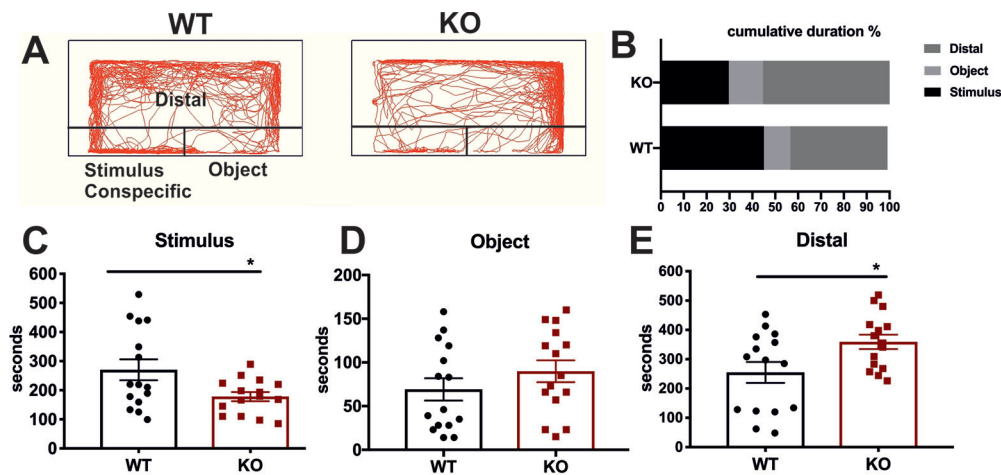 A
WT
KO
Distal
Stimulus
Conspecific
Object
B
cumulative duration %
KO
WT
0 10 20 30 40 50 60 70 80 90 100
Distal
Object
Stimulus
C
Stimulus
*
seconds
600
500
400
300
200
100
0
WT
KO
D
Object
seconds
200
150
100
50
0
WT
KO
E
Distal
*
seconds
600
500
400
300
200
100
0
WT
KO